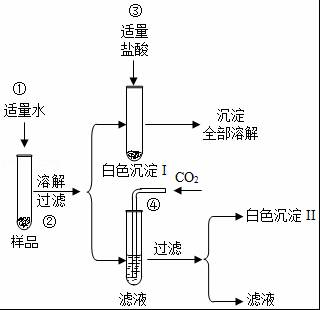 ③
适量
盐酸
①
适量水
沉淀
全部溶解
白色沉淀 I
溶解
过滤
②
样品
CO₂
④
过滤
白色沉淀 II
滤液
滤液